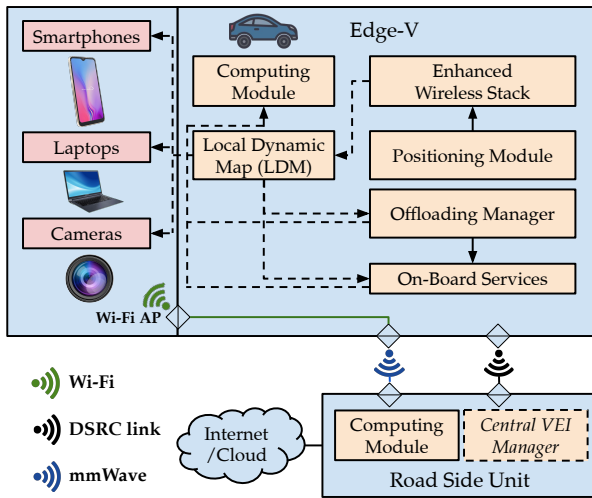 Edge-V
Smartphones
Laptops
Cameras
Wi-Fi AP
Computing
Module
Local Dynamic
Map (LDM)
Enhanced
Wireless Stack
Positioning Module
Offloading Manager
On-Board Services
Wi-Fi
DSRC link
mmWave
Internet
/Cloud
Computing
Module
Central VEI
Manager
Road Side Unit